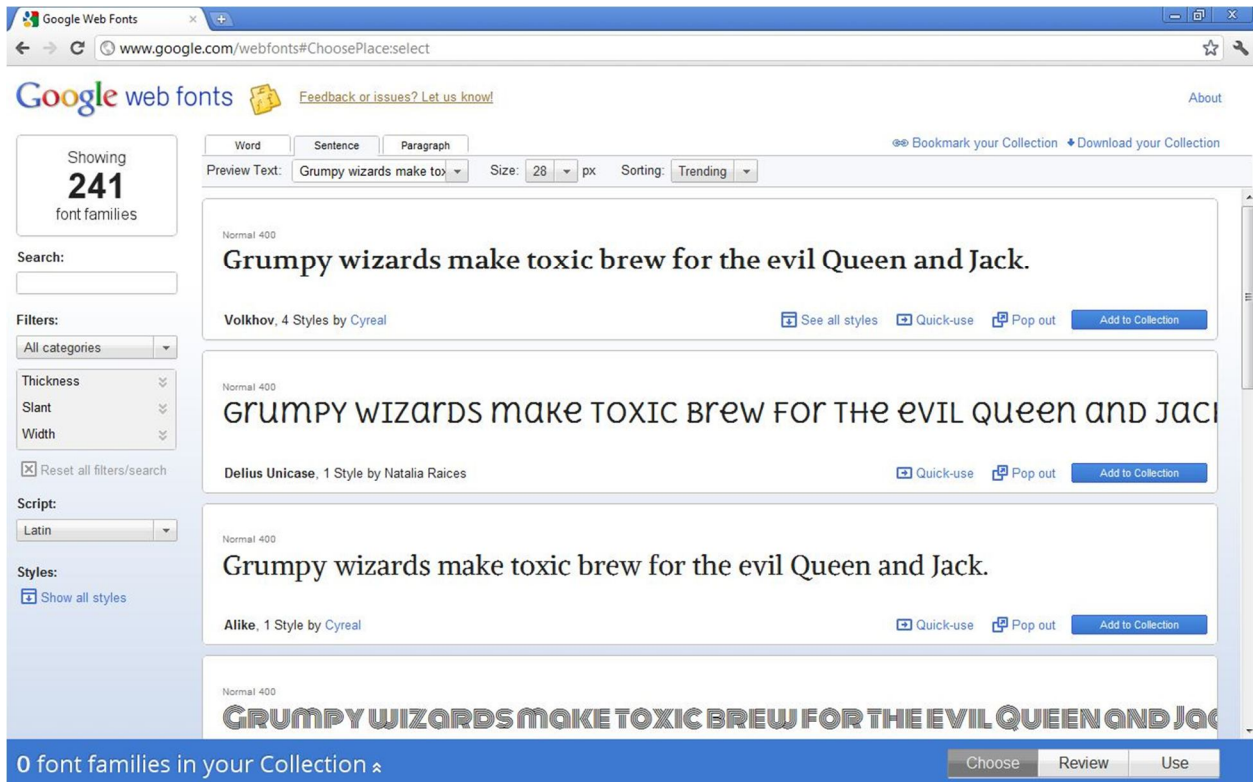 Google Web Fonts
www.google.com/webfonts#ChoosePlace:select
Google web fonts
Feedback or issues? Let us know!
About
Showing
241
font families
Word Sentence Paragraph
Bookmark your Collection Download your Collection
Preview Text: Grumpy wizards make tox Size: 28 px Sorting: Trending
Search:
Filters:
All categories
Thickness
Slant
Width
Reset all filters/search
Script:
Latin
Styles:
Show all styles
Normal 400
Grumpy wizards make toxic brew for the evil Queen and Jack.
Volkhov, 4 Styles by Cyreal See all styles Quick-use Pop out Add to Collection
Normal 400
Grumpy wizards make toxic brew for the evil Queen and Jack
Delius Unicase, 1 Style by Natalia Raices Quick-use Pop out Add to Collection
Normal 400
Grumpy wizards make toxic brew for the evil Queen and Jack.
Alike, 1 Style by Cyreal Quick-use Pop out Add to Collection
Normal 400
Grumpy wizards make toxic brew for the evil Queen and Jac
0 font families in your Collection Choose Review Use